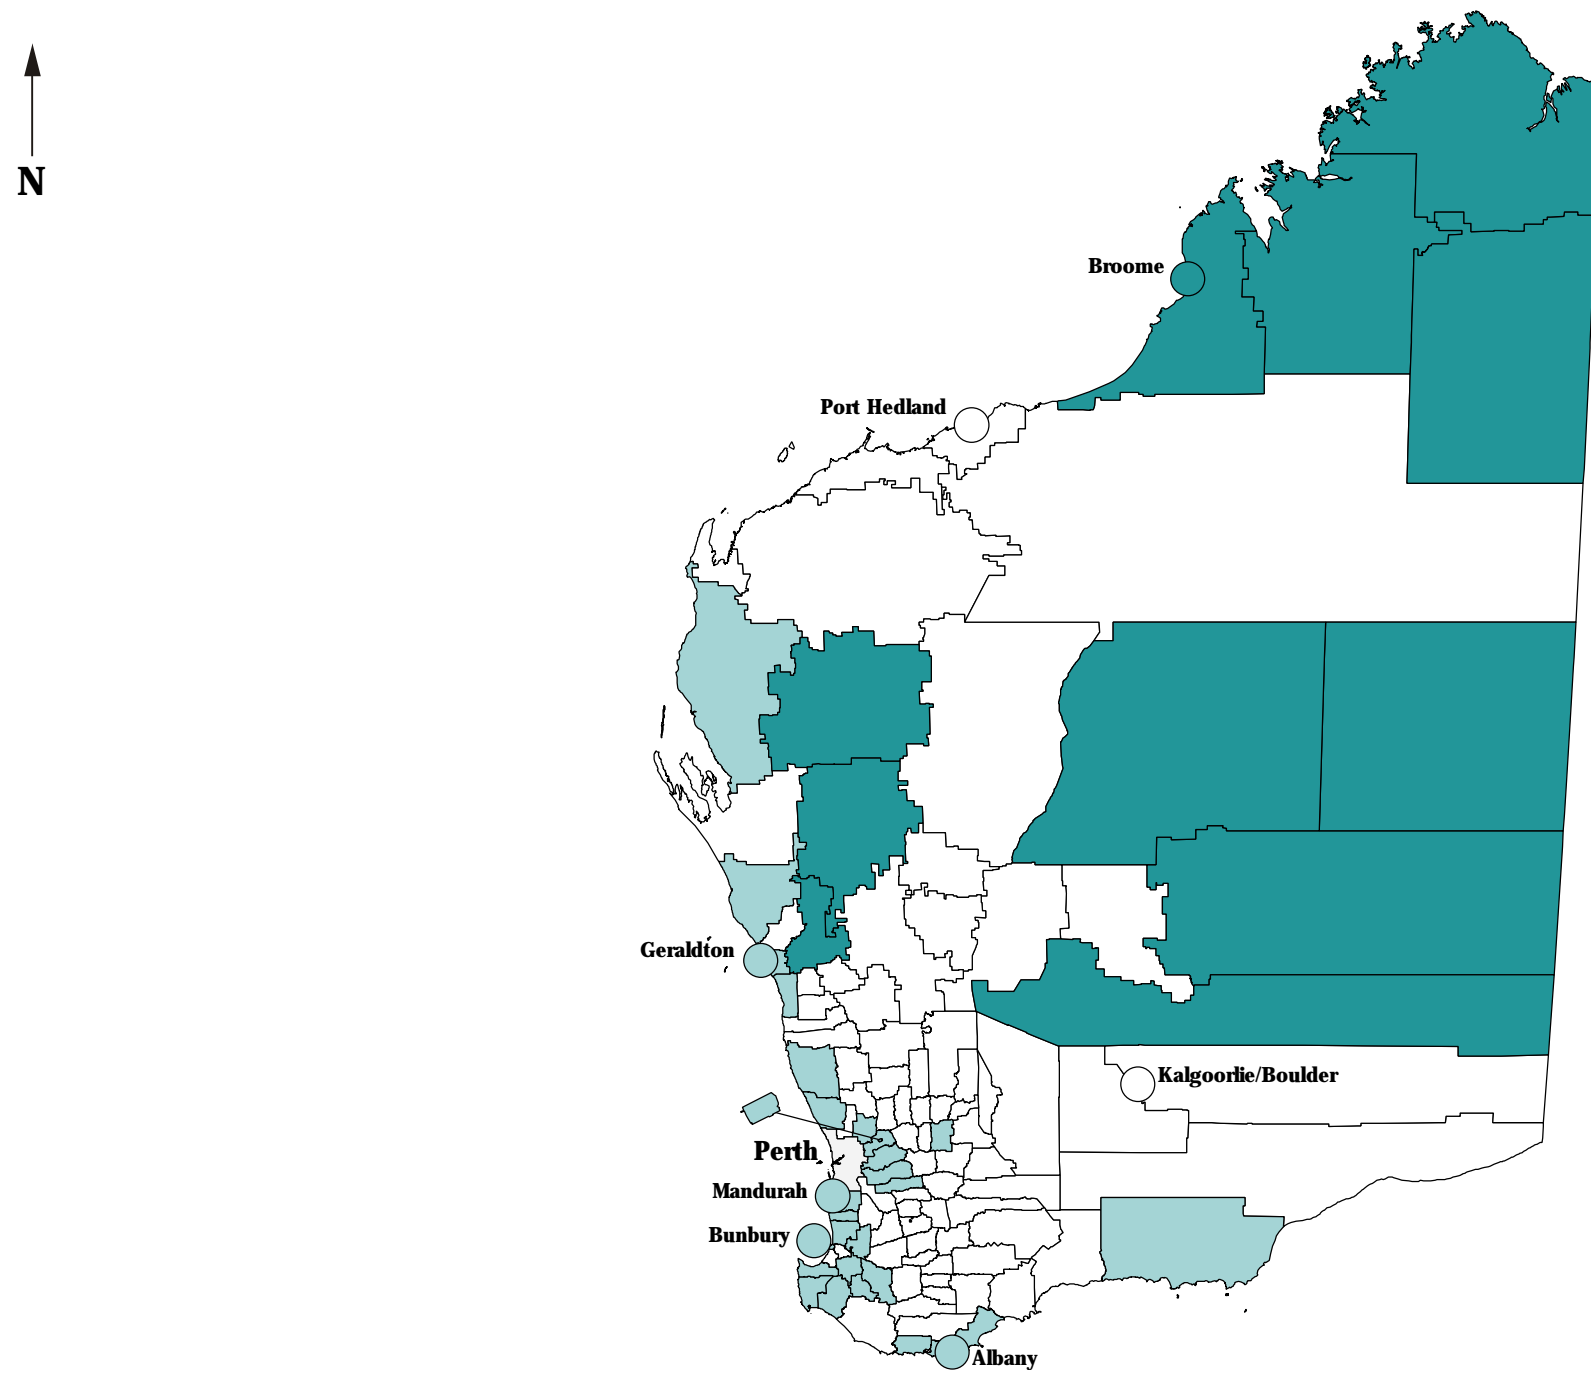 N
Broome
Port Hedland
Geraldton
Kalgoorlie/Boulder
Perth
Mandurah
Bunbury
Albany